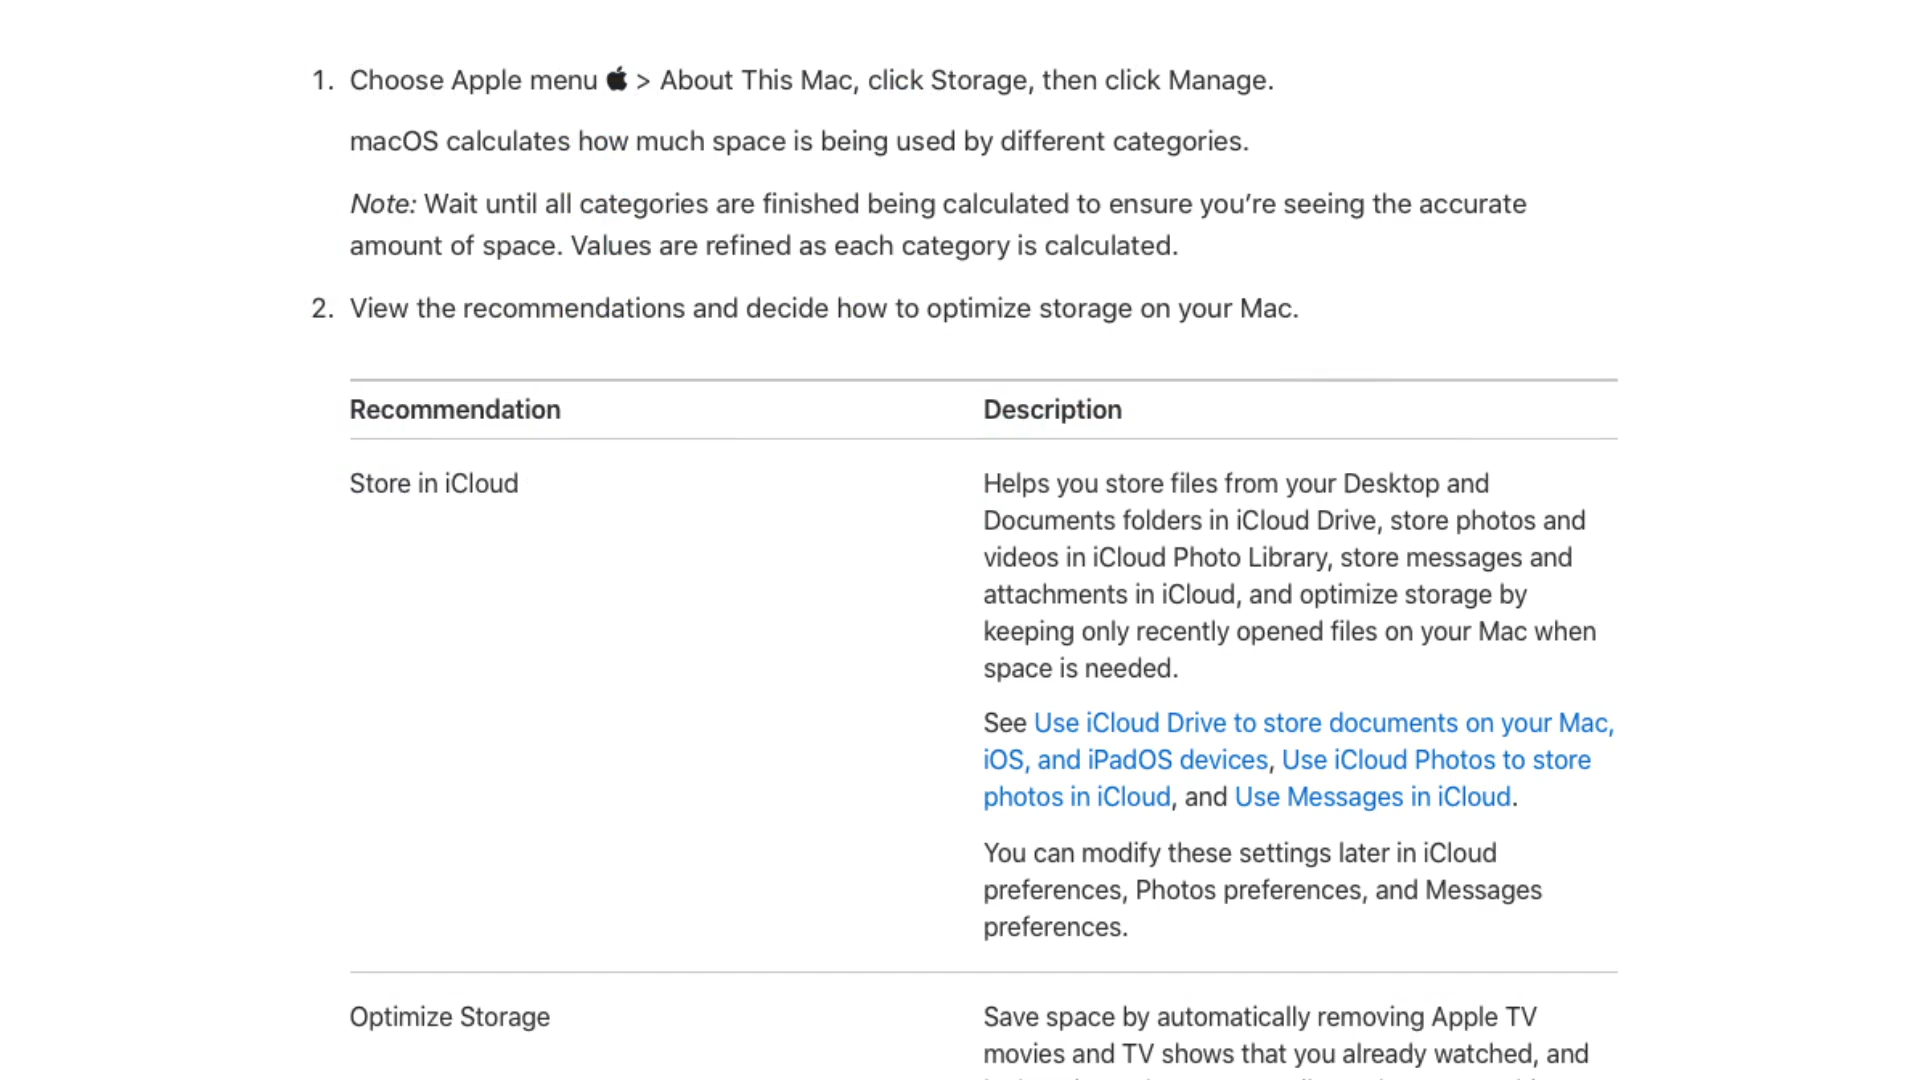 1. Choose Apple menu  > About This Mac, click Storage, then click Manage.
macOS calculates how much space is being used by different categories.
Note: Wait until all categories are finished being calculated to ensure you’re seeing the accurate
amount of space. Values are refined as each category is calculated.
2. View the recommendations and decide how to optimize storage on your Mac.
Recommendation
Description
Store in iCloud
Helps you store files from your Desktop and
Documents folders in iCloud Drive, store photos and
videos in iCloud Photo Library, store messages and
attachments in iCloud, and optimize storage by
keeping only recently opened files on your Mac when
space is needed.
See Use iCloud Drive to store documents on your Mac,
iOS, and iPadOS devices, Use iCloud Photos to store
photos in iCloud, and Use Messages in iCloud.
You can modify these settings later in iCloud
preferences, Photos preferences, and Messages
preferences.
Optimize Storage
Save space by automatically removing Apple TV
movies and TV shows that you already watched, and